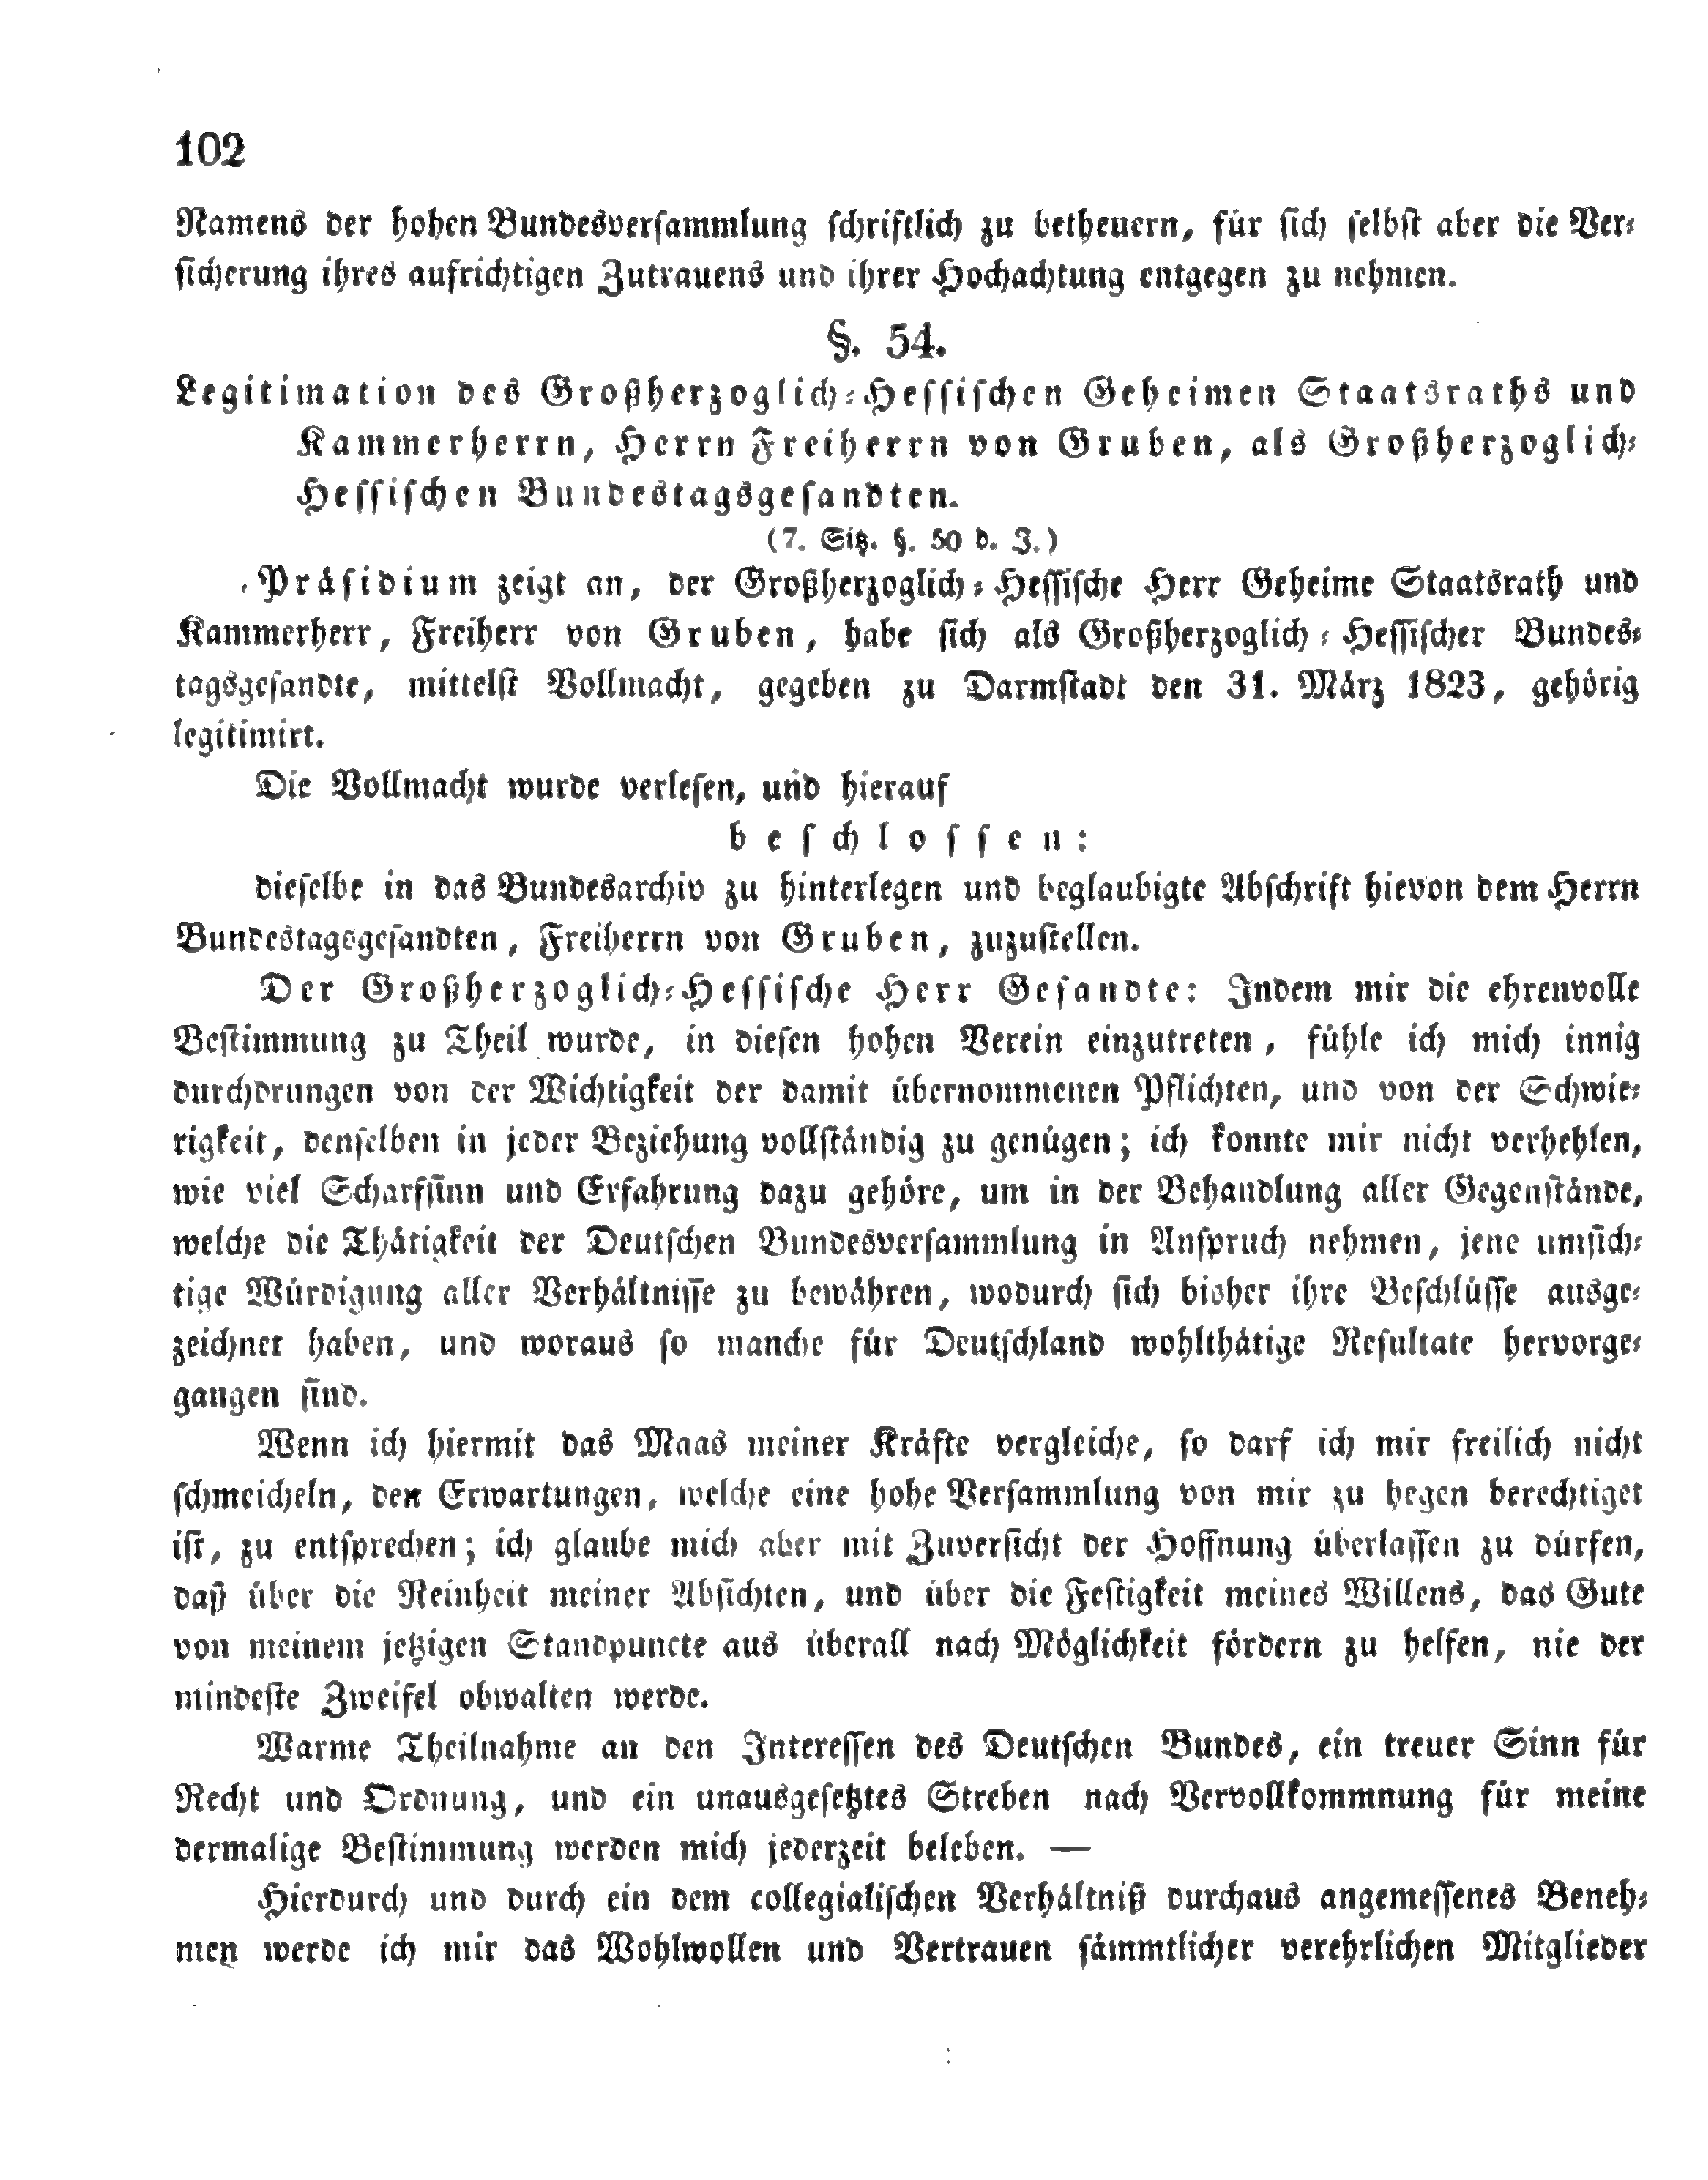 102
Namens der hohen Bundesversammlung schriftlich zu betheuern, für sich selbst aber die Ver-
sicherung ihres aufrichtigen Zutrauens und ihrer Hochachtung entgegen zu nehmen.
§. 54.
Legitimation des Großherzoglich-Hessischen Geheimen Staatsraths und
Kammerherrn, Herrn Freiherrn von Gruben, als Großherzoglich-
Hessischen Bundestagsgesandten.
(7. Sitz. §. 50 d. J.)
Präsidium zeigt an, der Großherzoglich-Hessische Herr Geheime Staatsrath und
Kammerherr, Freiherr von Gruben, habe sich als Großherzoglich-Hessischer Bundes-
tagsgesandte, mittelst Vollmacht, gegeben zu Darmstadt den 31. März 1823, gehörig
legitimirt.
Die Vollmacht wurde verlesen, und hierauf
beschlossen:
dieselbe in das Bundesarchiv zu hinterlegen und beglaubigte Abschrift hievon dem Herrn
Bundestagsgesandten, Freiherrn von Gruben, zuzustellen.
Der Großherzoglich-Hessische Herr Gesandte: Indem mir die ehrenvolle
Bestimmung zu Theil wurde, in diesen hohen Verein einzutreten, fühle ich mich innig
durchdrungen von der Wichtigkeit der damit übernommenen Pflichten, und von der Schwie-
rigkeit, denselben in jeder Beziehung vollständig zu genügen; ich konnte mir nicht verhehlen,
wie viel Scharfsinn und Erfahrung dazu gehöre, um in der Behandlung aller Gegenstände,
welche die Thätigkeit der Deutschen Bundesversammlung in Anspruch nehmen, jene umsich-
tige Würdigung aller Verhältnisse zu bewähren, wodurch sich bisher ihre Beschlüsse ausge-
zeichnet haben, und woraus so manche für Deutschland wohlthätige Resultate hervorge-
gangen sind.
Wenn ich hiermit das Maas meiner Kräfte vergleiche, so darf ich mir freilich nicht
schmeicheln, den Erwartungen, welche eine hohe Versammlung von mir zu hegen berechtiget
ist, zu entsprechen; ich glaube mich aber mit Zuversicht der Hoffnung überlassen zu dürfen,
daß über die Reinheit meiner Absichten, und über die Festigkeit meines Willens, das Gute
von meinem jetzigen Standpuncte aus überall nach Möglichkeit fördern zu helfen, nie der
mindeste Zweifel obwalten werde.
Warme Theilnahme an den Interessen des Deutschen Bundes, ein treuer Sinn für
Recht und Ordnung, und ein unausgesetztes Streben nach Vervollkommnung für meine
dermalige Bestimmung werden mich jederzeit beleben. —
Hierdurch und durch ein dem collegialischen Verhältniß durchaus angemessenes Beneh-
men werde ich mir das Wohlwollen und Vertrauen sämmtlicher verehrlichen Mitglieder